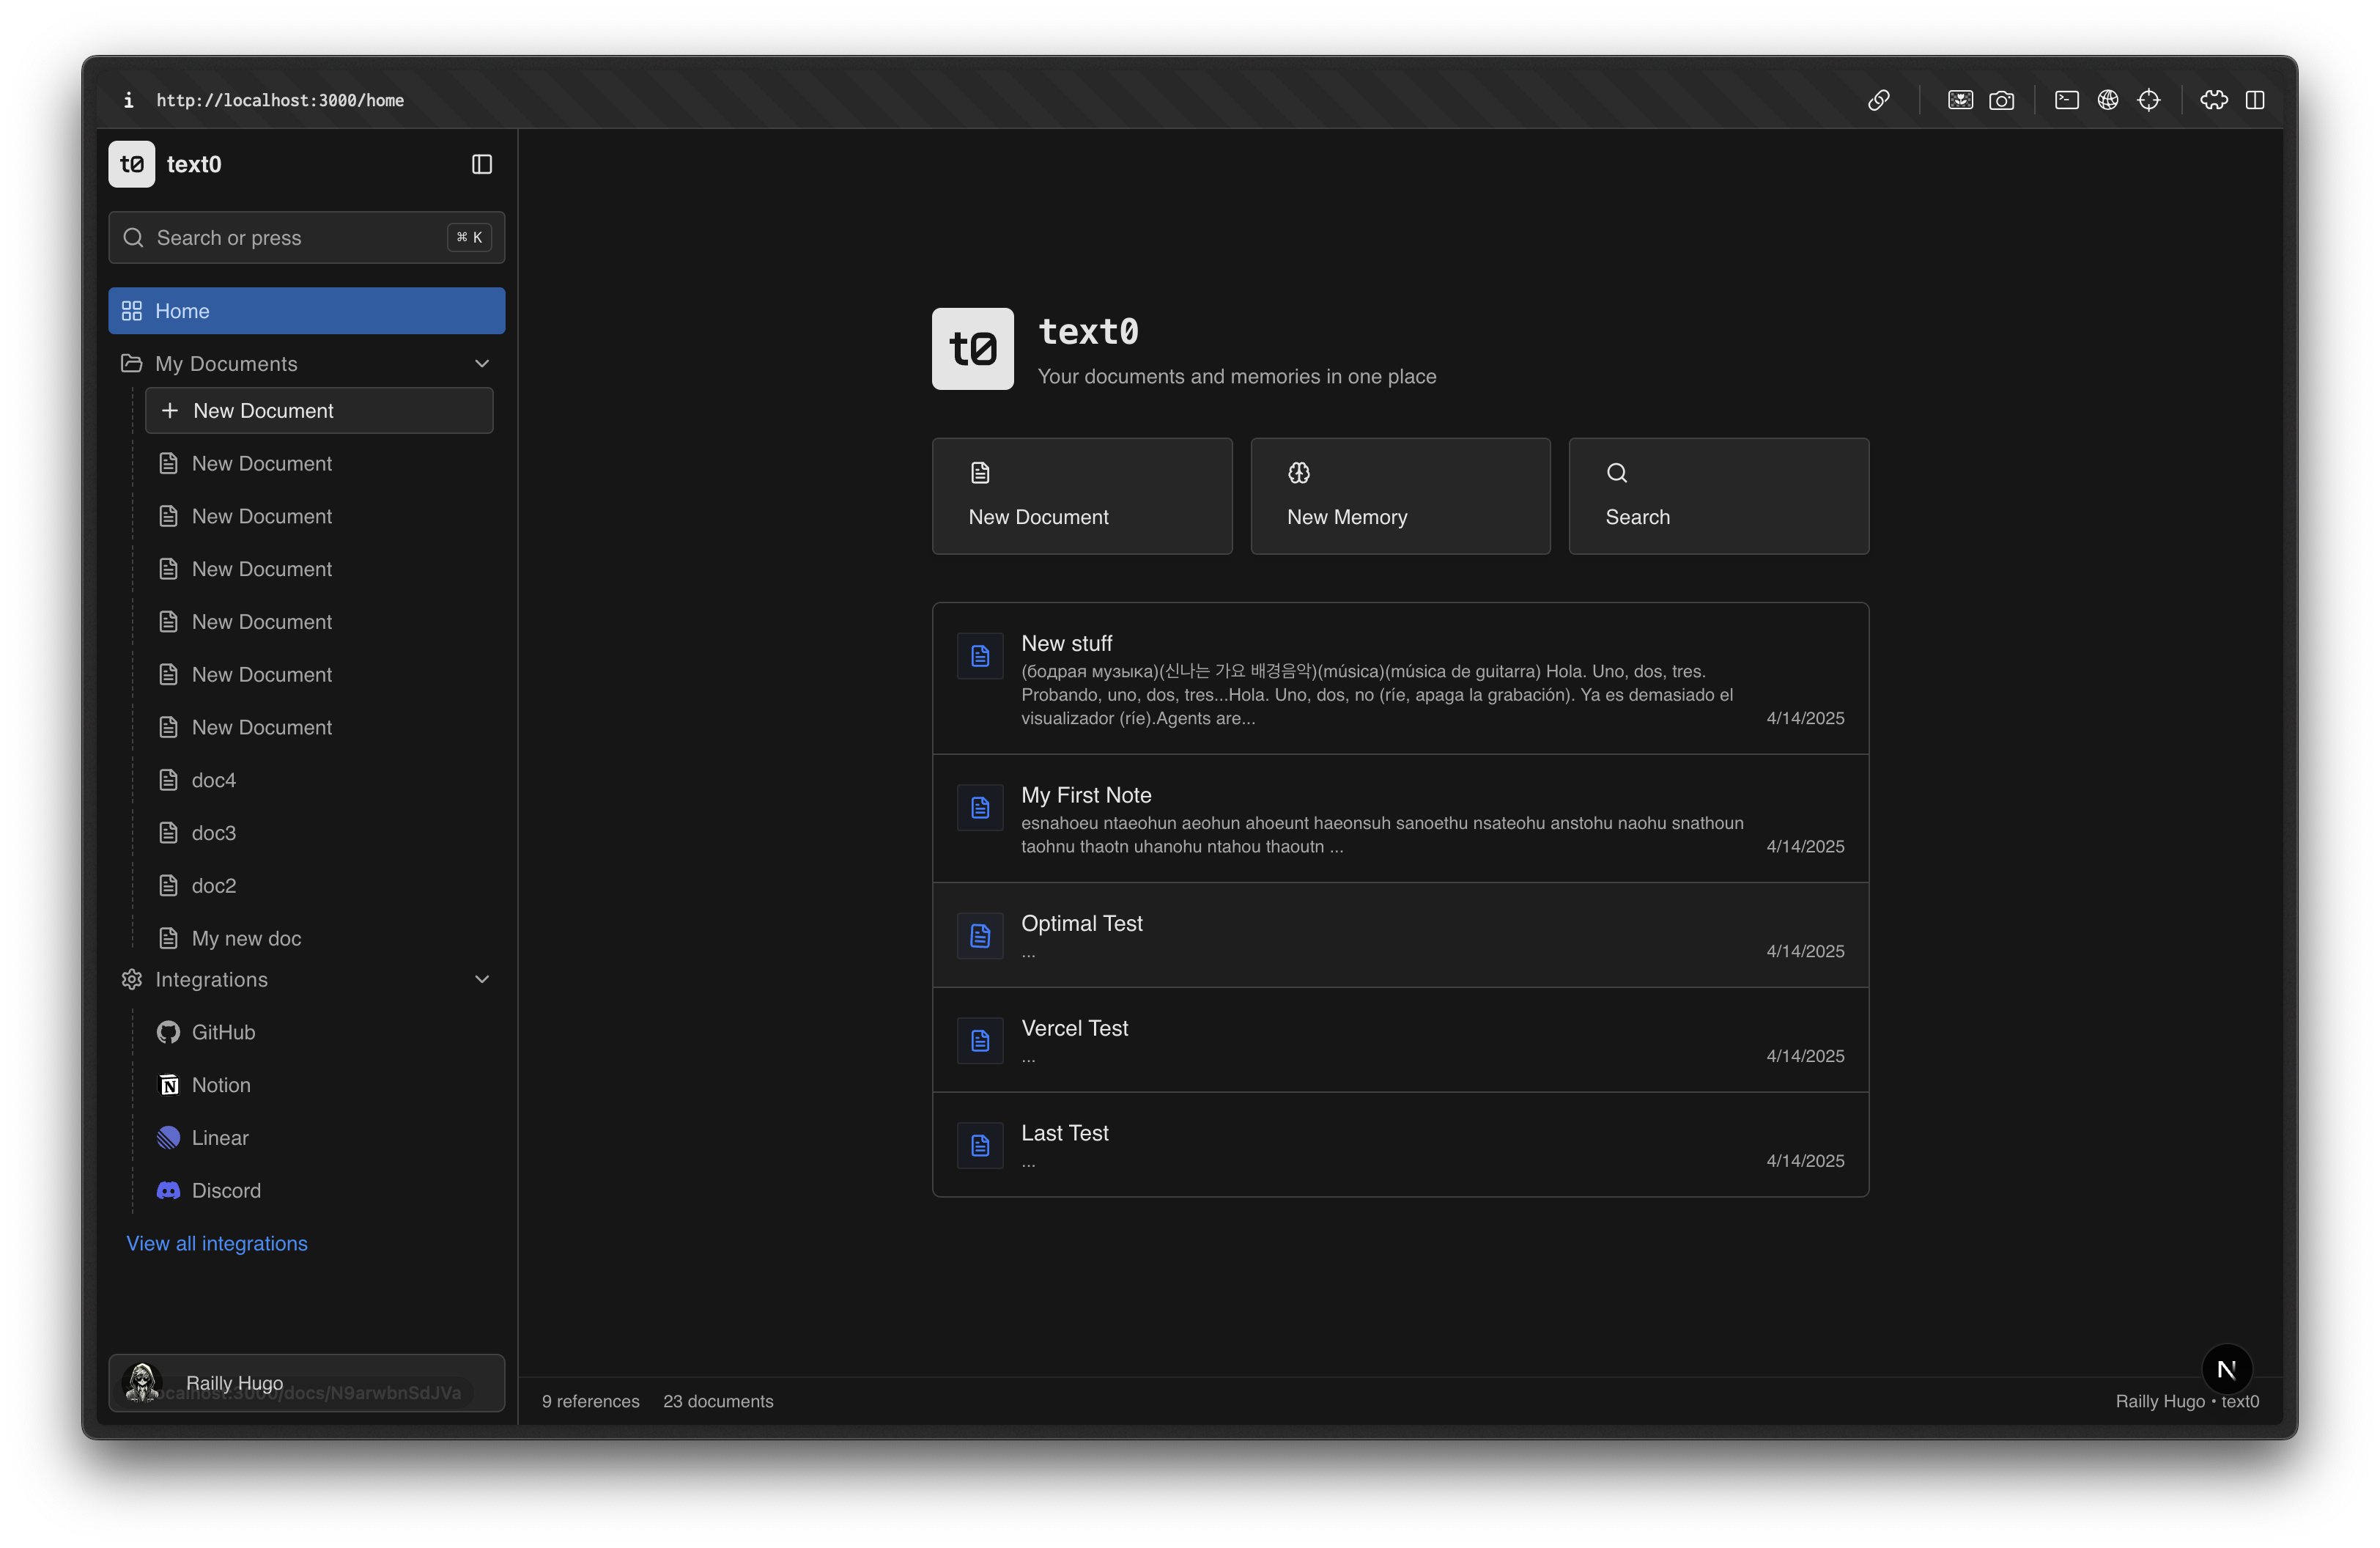 http://localhost:3000/home
t0 text0
Search or press ⌘ K
Home
My Documents
+ New Document
New Document
New Document
New Document
New Document
New Document
New Document
doc4
doc3
doc2
My new doc
Integrations
GitHub
Notion
Linear
Discord
View all integrations
Railly Hugo
ocalhost:3000/docs/N9arwbnSdJVa
t0
text0
Your documents and memories in one place
New Document
New Memory
Search
New stuff
(бодрая музыка)(신나는 가요 배경음악)(música)(música de guitarra) Hola. Uno, dos, tres.
Probando, uno, dos, tres...Hola. Uno, dos, no (ríe, apaga la grabación). Ya es demasiado el
visualizador (ríe).Agents are...
4/14/2025
My First Note
esnahoeu ntaeohun aeohun ahoeunt haeonsuh sanoethu nsateohu anstohu naohu snathoun
taohnu thaotn uhanohu ntahou thaoutn ...
4/14/2025
Optimal Test
...
4/14/2025
Vercel Test
...
4/14/2025
Last Test
...
4/14/2025
N
9 references 23 documents
Railly Hugo • text0